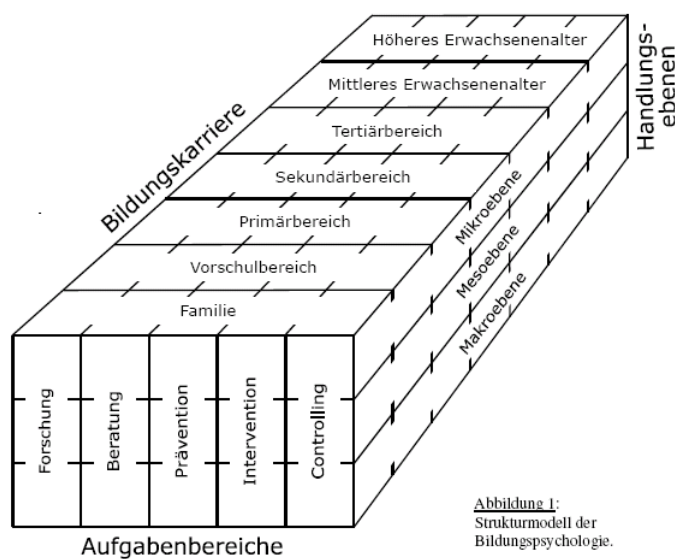 Höheres Erwachsenenalter
Mittleres Erwachsenenalter
Tertiärbereich
Sekundärbereich
Primärbereich
Vorschulbereich
Familie
Bildungskarriere
Handlungs-
ebenen
Mikroebene
Mesoebene
Makroebene
Forschung
Beratung
Prävention
Intervention
Controlling
Aufgabenbereiche
Abbildung 1:
Strukturmodell der
Bildungspsychologie.